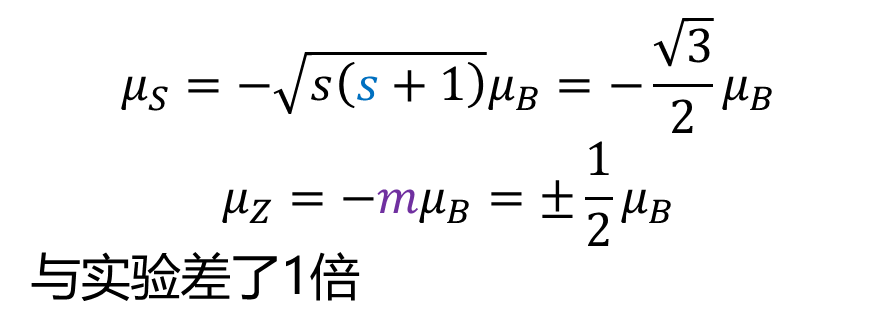 μ_S = −√(s(s + 1))μ_B = −(√3/2)μ_B
μ_Z = −mμ_B = ±(1/2)μ_B
与实验差了1倍